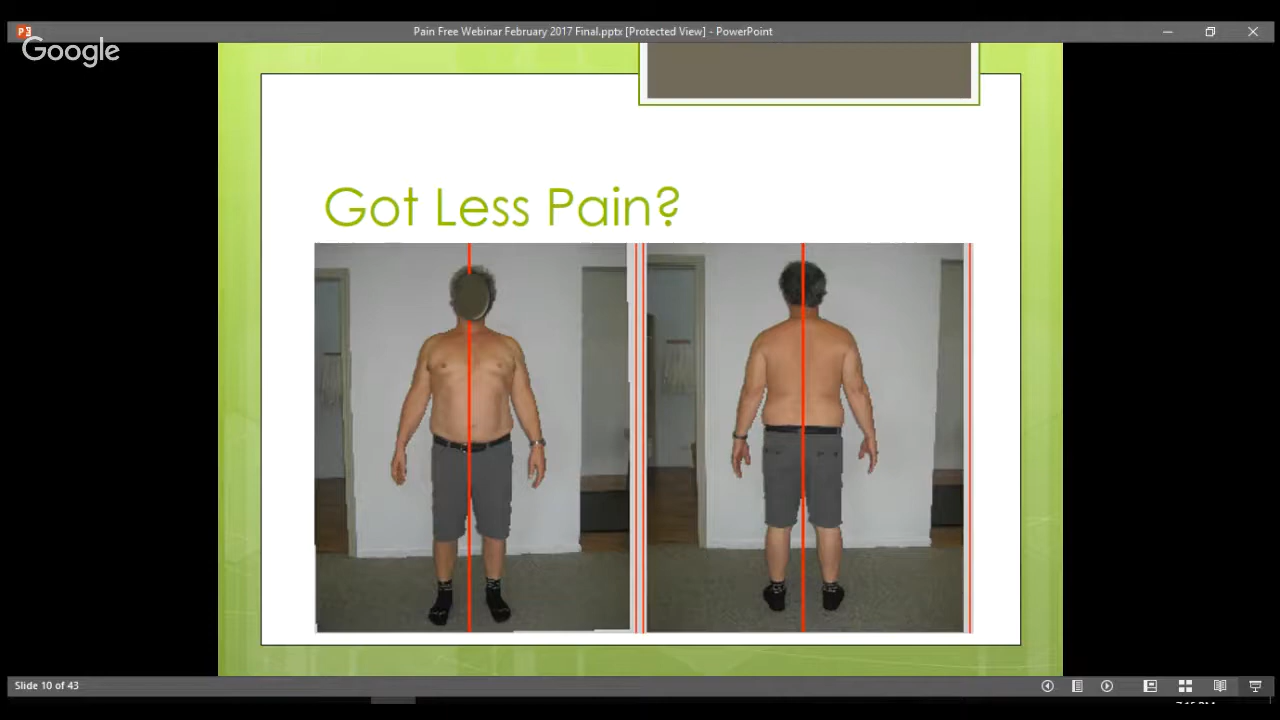 Pain Free Webinar February 2017 Final.pptx [Protected View] - PowerPoint
Google
Got Less Pain?
Slide 10 of 43